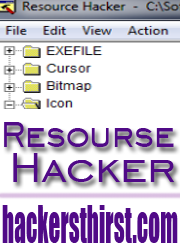 Resource Hacker - C:\So
File Edit View Action
EXEFILE
Cursor
Bitmap
Icon
RESOURSE
HACKER
hackersthirst.com